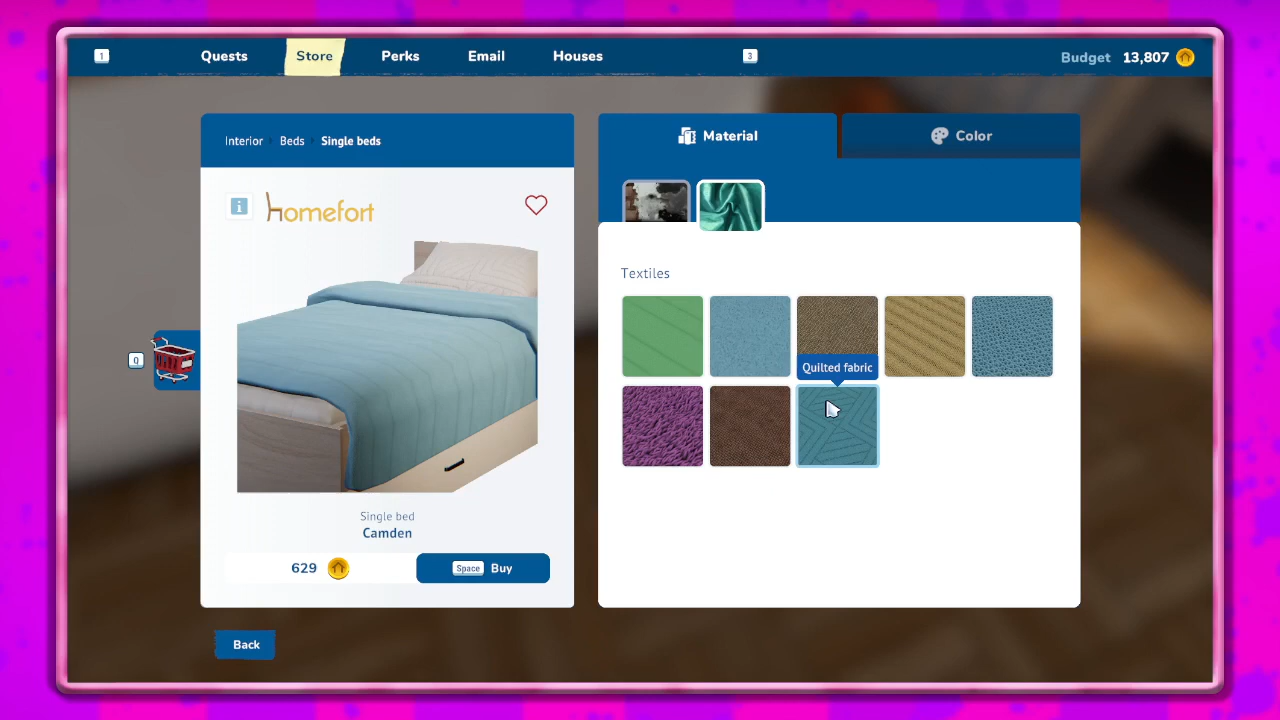 1 Quests Store Perks Email Houses 3 Budget 13,807
Interior Beds Single beds
Material
Color
i homefort
Textiles
Quilted fabric
Q
Single bed
Camden
629
Space Buy
Back